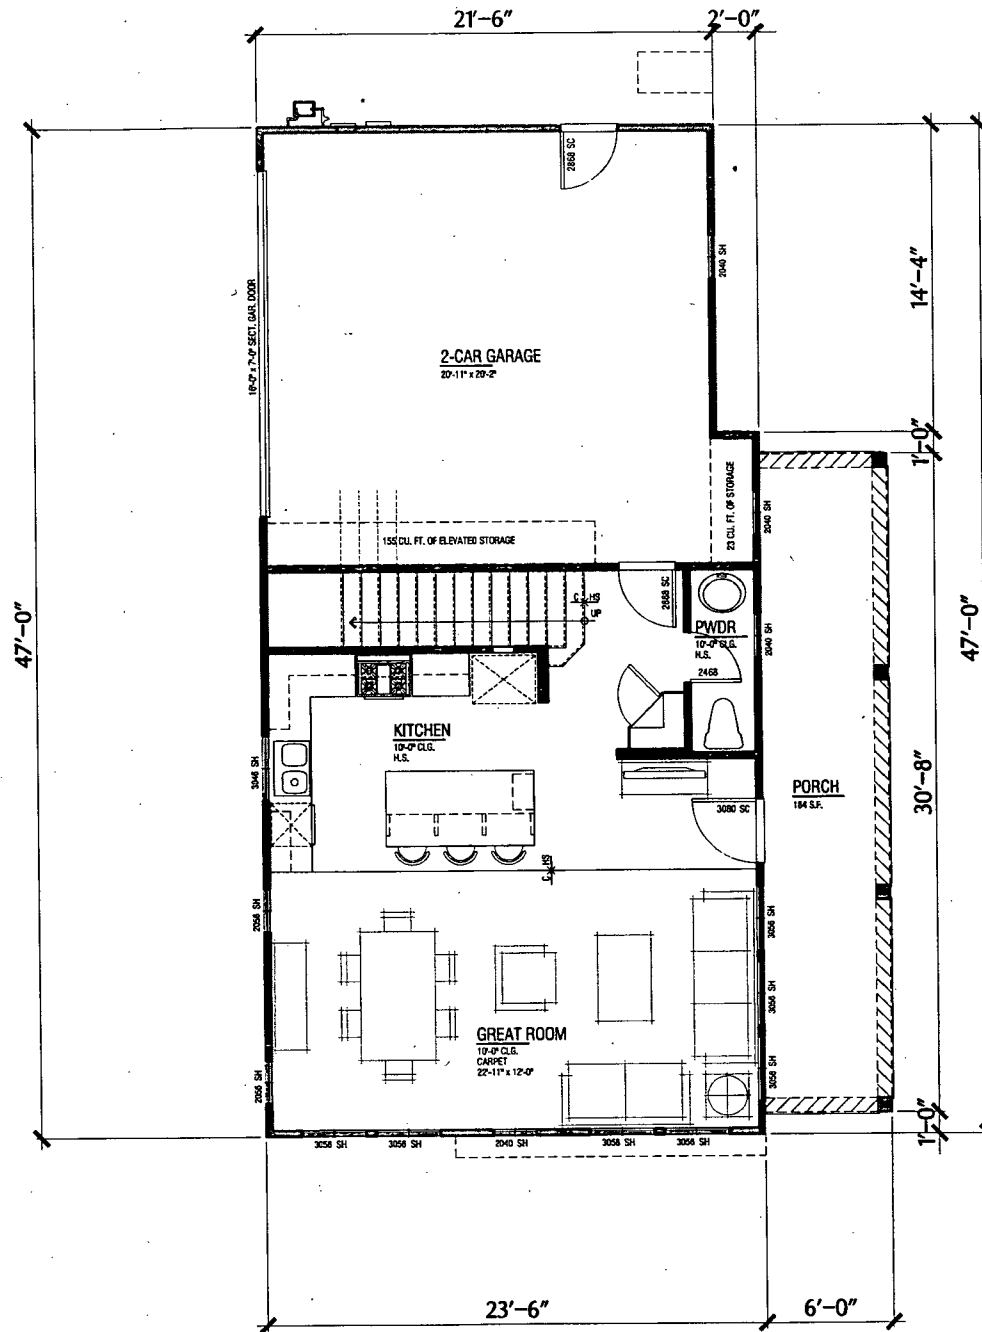 21'-6"
2'-0"
2868 SC
2040 SH
14'-4"
16'-0" x 7'-0" SECT. GAR. DOOR
2-CAR GARAGE
20'-11" x 20'-2"
1'-0"
23 CU. FT. OF STORAGE
2040 SH
155 CU. FT. OF ELEVATED STORAGE
47'-0"
47'-0"
C HS
UP
2868 SC
PWDR
10'-0" CLG.
H.S.
2468
2040 SH
KITCHEN
10'-0" CLG.
H.S.
3046 SH
PORCH
184 S.F.
30'-8"
3080 SC
C HS
2056 SH
3056 SH
3056 SH
GREAT ROOM
10'-0" CLG.
CARPET
22'-11" x 12'-0"
2056 SH
3056 SH
1'-0"
3056 SH
3056 SH
2040 SH
3056 SH
3056 SH
23'-6"
6'-0"